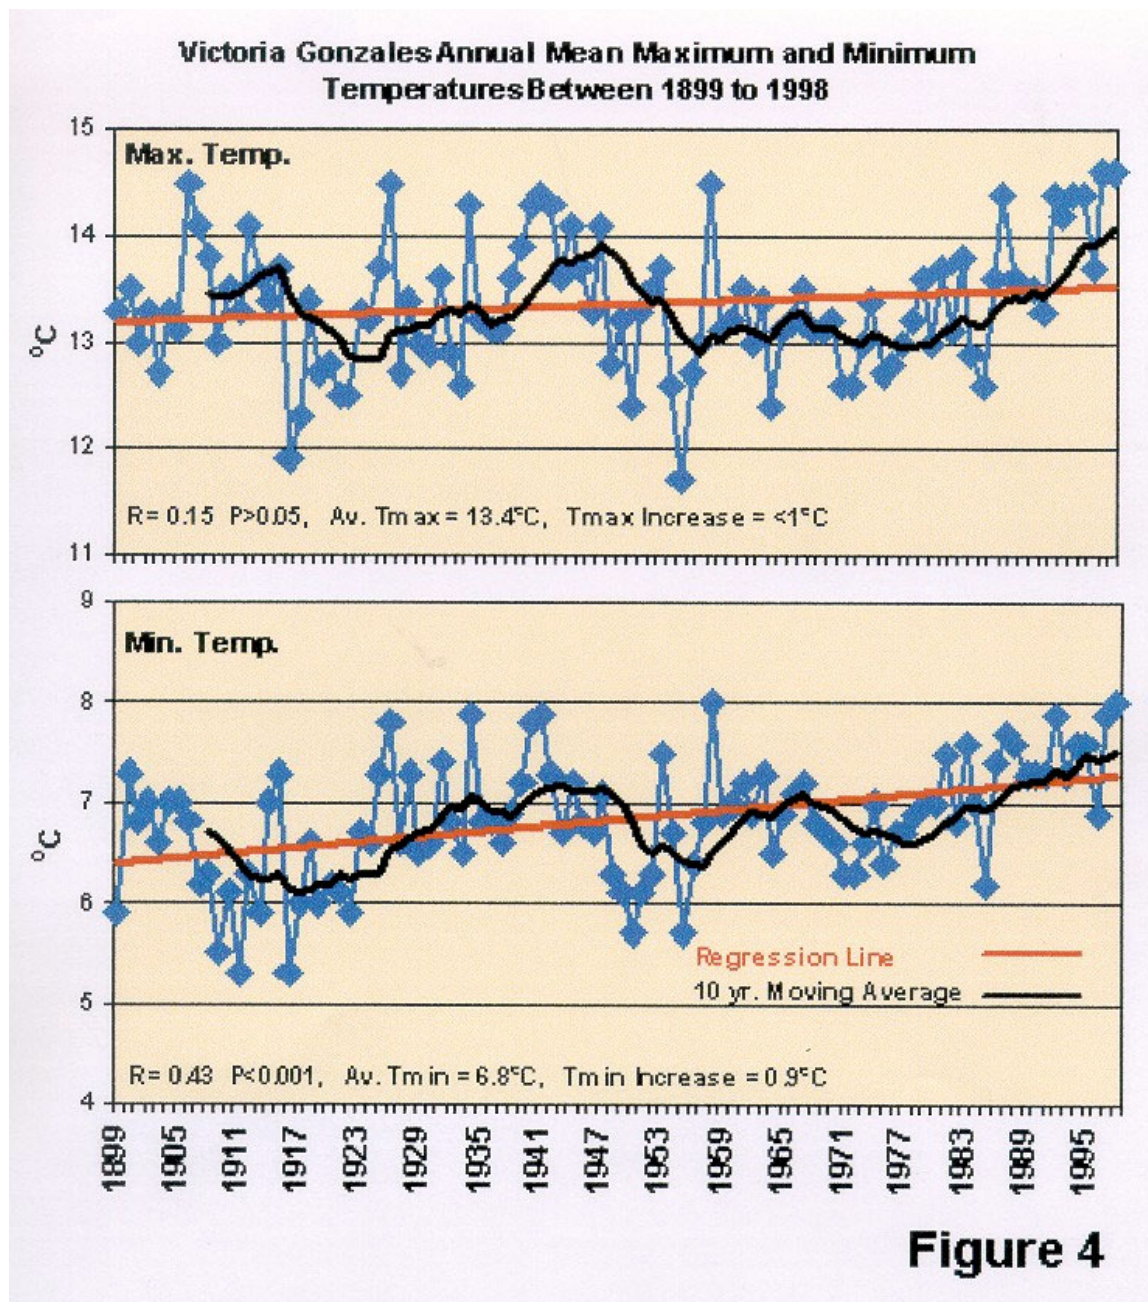 Victoria Gonzales Annual Mean Maximum and Minimum
Temperatures Between 1899 to 1998
15
Max. Temp.
14
°C
13
12
R= 0.15 P>0.05, Av. Tmax = 13.4°C, Tmax Increase = <1°C
11
9
Min. Temp.
8
7
°C
6
Regression Line
10 yr. Moving Average
5
R= 0.43 P<0.001, Av. Tmin = 6.8°C, Tmin Increase = 0.9°C
4
1899 1905 1911 1917 1923 1929 1935 1941 1947 1953 1959 1965 1971 1977 1983 1989 1995
Figure 4